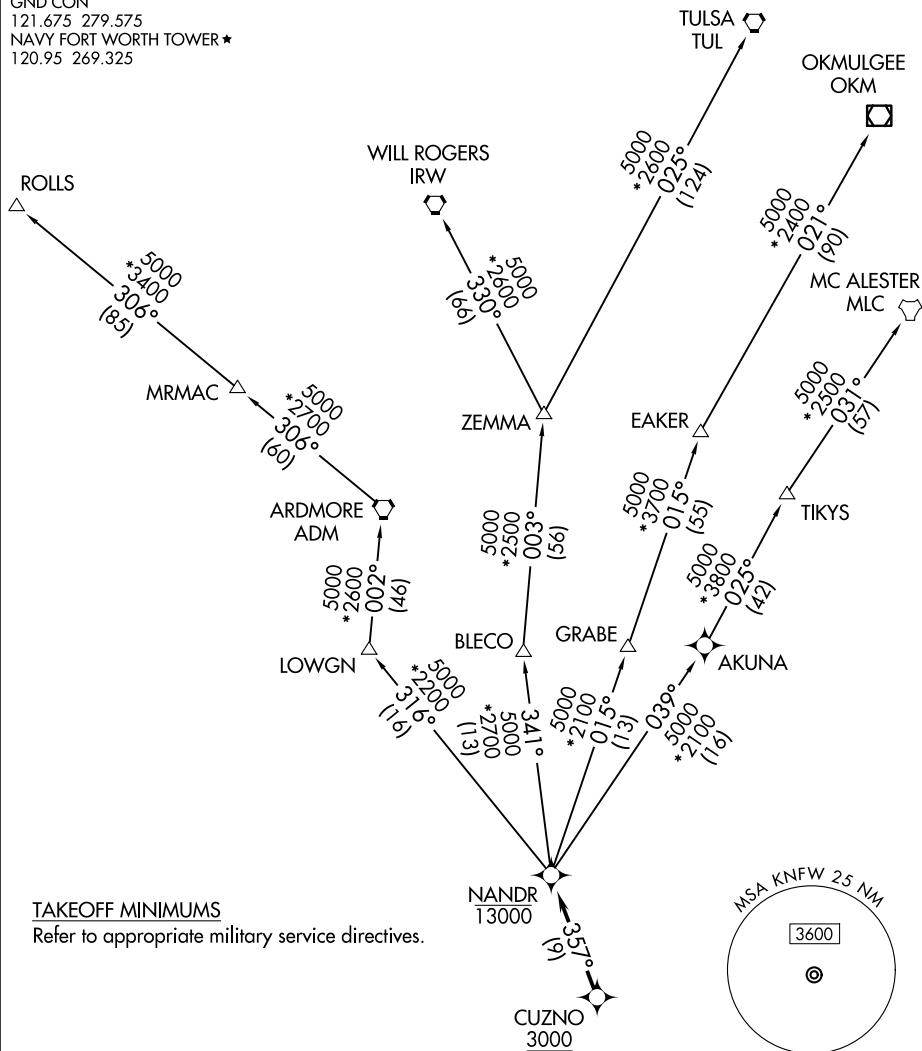 GND CON
121.675 279.575
NAVY FORT WORTH TOWER★
120.95 269.325
TULSA
TUL
OKMULGEE
OKM
WILL ROGERS
IRW
ROLLS
5000
*2600
025°
(124)
5000
*2400
021°
(90)
MC ALESTER
MLC
5000
*3400
306°
(85)
5000
*2600
330°
(66)
MRMAC
5000
*2700
306°
(60)
ZEMMA
EAKER
5000
*2500
031°
(57)
ARDMORE
ADM
5000
*2500
003°
(56)
5000
*3700
015°
(55)
TIKYS
5000
*2600
002°
(46)
5000
*3800
025°
(42)
LOWGN
BLECO
GRABE
AKUNA
5000
*2200
316°
(16)
341°
5000
*2700
(13)
5000
*2100
015°
(13)
039°
5000
*2100
(16)
NANDR
13000
357°
(9)
CUZNO
3000
TAKEOFF MINIMUMS
Refer to appropriate military service directives.
MSA KNFW 25 NM
3600